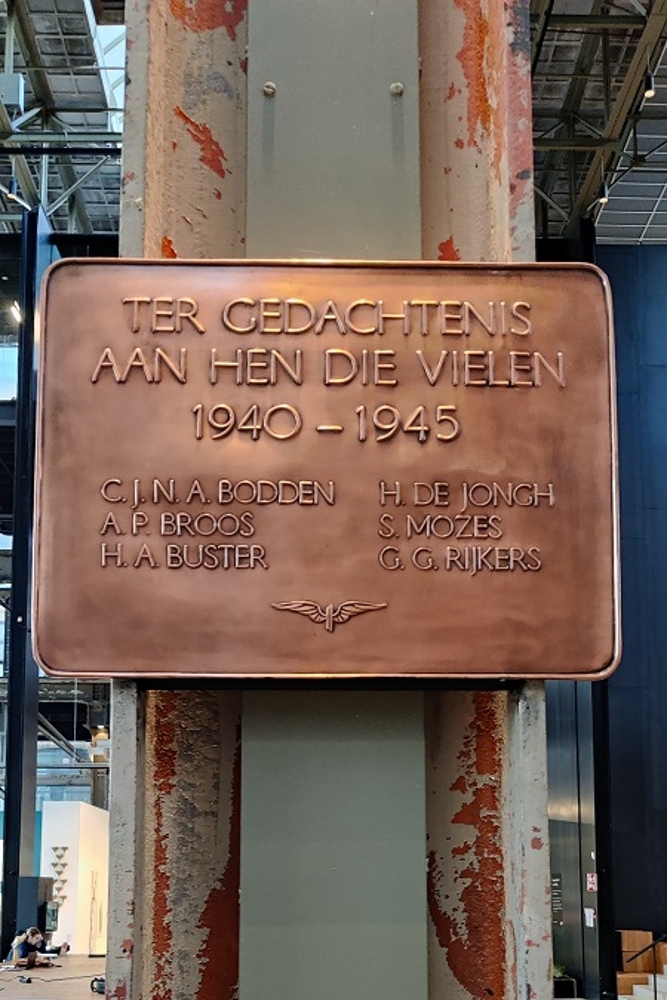 TER GEDACHTENIS
AAN HEN DIE VIELEN
1940 – 1945
C. J. N. A. BODDEN
A. P. BROOS
H. A. BUSTER
H. DE JONGH
S. MOZES
G. G. RIJKERS